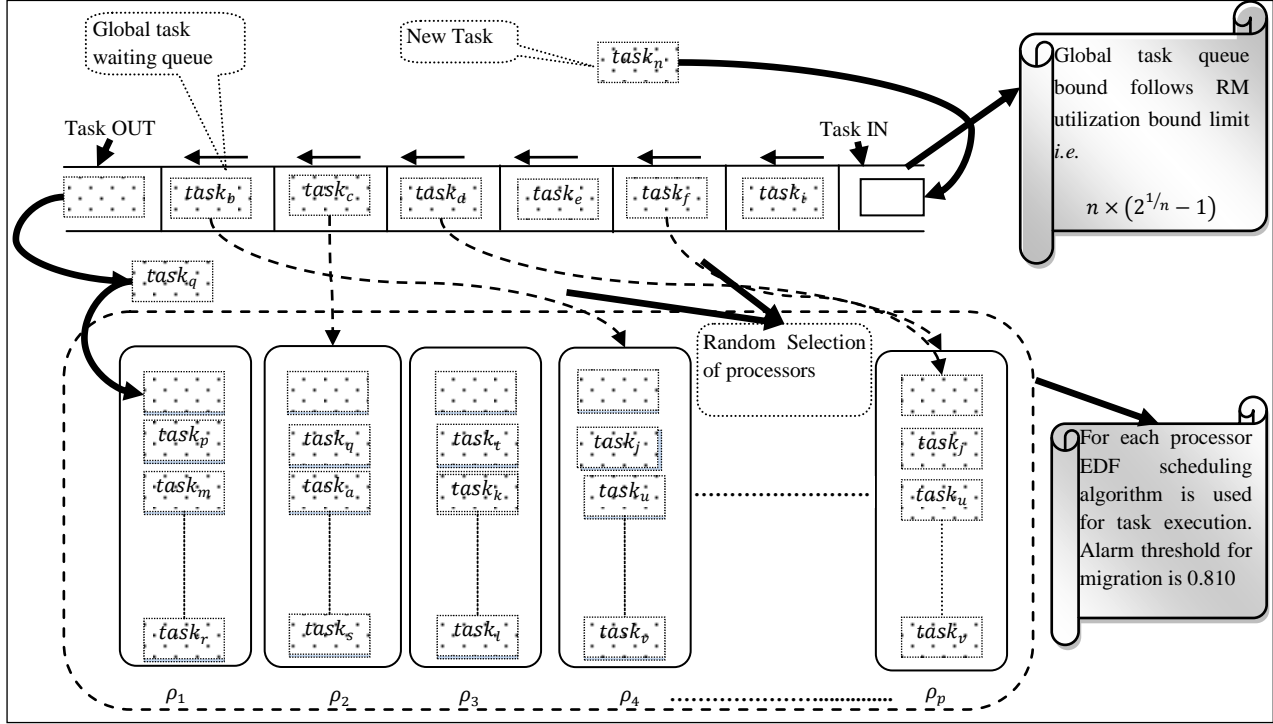 Global task
waiting queue
New Task
task_n
Global task queue
bound follows RM
utilization bound limit
i.e.
n × (2^{1/n} − 1)
Task OUT
Task IN
task_b
task_c
task_d
task_e
task_f
task_i
task_q
Random Selection
of processors
task_p
task_m
task_r
task_q
task_a
task_s
task_t
task_k
task_l
task_j
task_u
task_v
task_j
task_u
task_v
For each processor
EDF scheduling
algorithm is used
for task execution.
Alarm threshold for
migration is 0.810
ρ_1
ρ_2
ρ_3
ρ_4
ρ_p